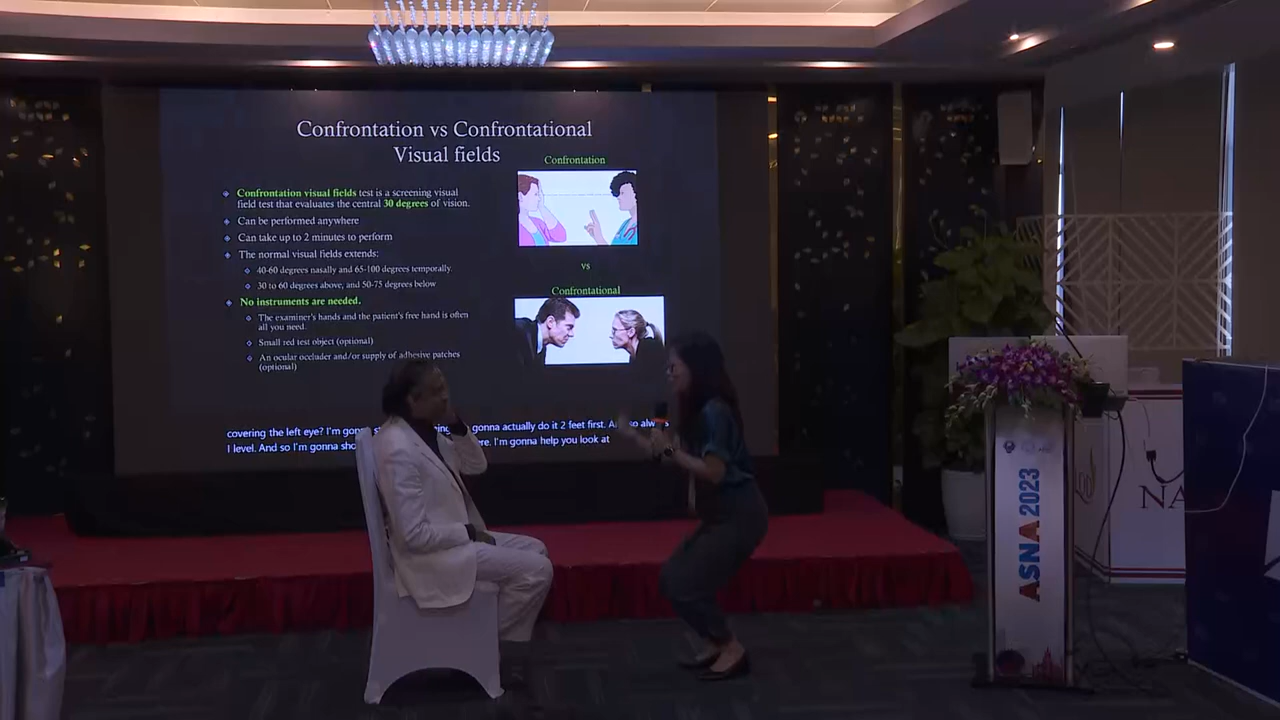 Confrontation vs Confrontational
Visual fields
Confrontation visual fields test is a screening visual
field test that evaluates the central 30 degrees of vision.
Can be performed anywhere
Can take up to 2 minutes to perform
The normal visual fields extends:
40-60 degrees nasally and 65-100 degrees temporally.
30 to 60 degrees above, and 50-75 degrees below
No instruments are needed.
The examiner's hands and the patient's free hand is often
all you need.
Small red test object (optional)
An ocular occluder and/or supply of adhesive patches
(optional)
Confrontation
vs
Confrontational
covering the left eye? I'm gonna gonna actually do it 2 feet first. so always
I level. And so I'm gonna I'm gonna help you look at
ASNA 2023
NA